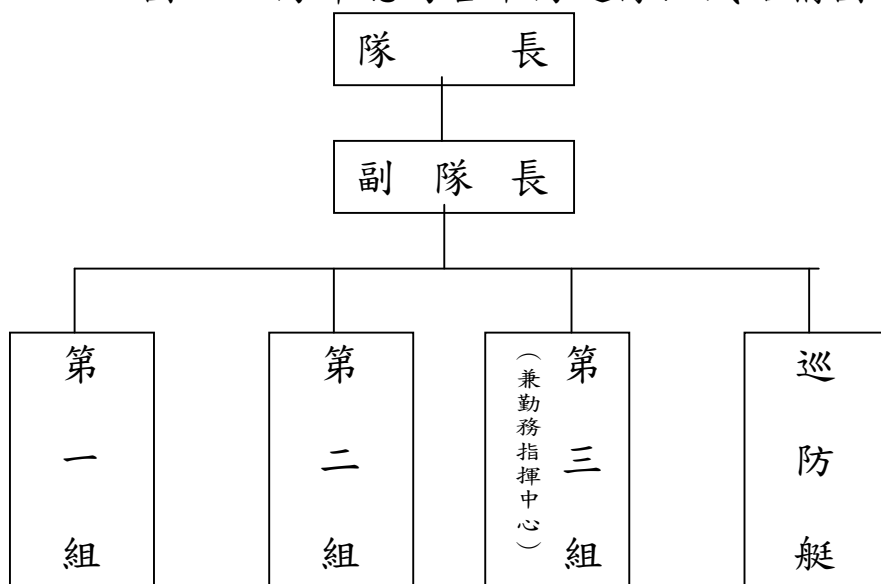 隊長
副隊長
第一組
第二組
第三組
（兼勤務指揮中心）
巡防艇